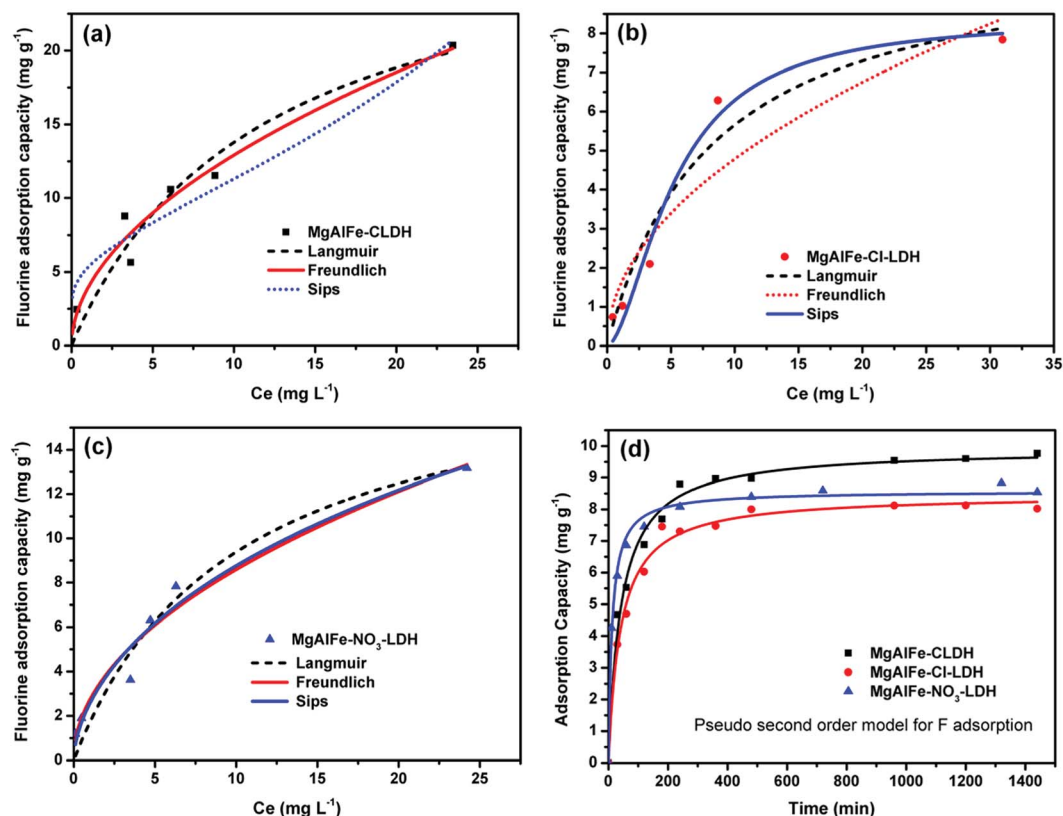 (a)
Fluorine adsorption capacity (mg g⁻¹)
20
15
10
5
0
MgAlFe-CLDH
Langmuir
Freundlich
Sips
0 5 10 15 20 25
Ce (mg L⁻¹)
(b)
Fluorine adsorption capacity (mg g⁻¹)
9
8
7
6
5
4
3
2
1
0
MgAlFe-Cl-LDH
Langmuir
Freundlich
Sips
0 5 10 15 20 25 30 35
Ce (mg L⁻¹)
(c)
Fluorine adsorption capacity (mg g⁻¹)
14
12
10
8
6
4
2
0
MgAlFe-NO₃-LDH
Langmuir
Freundlich
Sips
0 5 10 15 20 25
Ce (mg L⁻¹)
(d)
Adsorption Capacity (mg g⁻¹)
10
9
8
7
6
5
4
3
2
1
0
MgAlFe-CLDH
MgAlFe-Cl-LDH
MgAlFe-NO₃-LDH
Pseudo second order model for F adsorption
0 200 400 600 800 1000 1200 1400
Time (min)